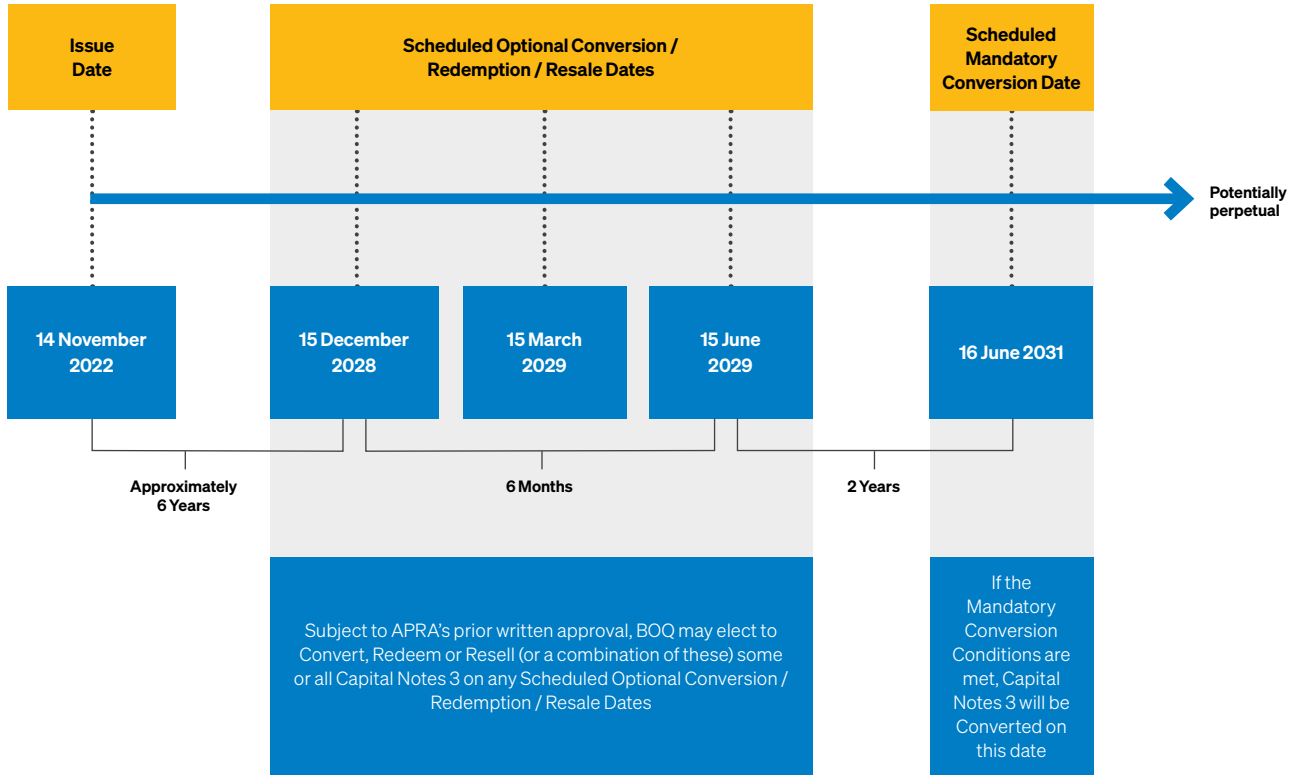 Issue
Date
Scheduled Optional Conversion /
Redemption / Resale Dates
Scheduled
Mandatory
Conversion Date
Potentially
perpetual
14 November
2022
15 December
2028
15 March
2029
15 June
2029
16 June 2031
Approximately
6 Years
6 Months
2 Years
Subject to APRA’s prior written approval, BOQ may elect to
Convert, Redeem or Resell (or a combination of these) some
or all Capital Notes 3 on any Scheduled Optional Conversion /
Redemption / Resale Dates
If the
Mandatory
Conversion
Conditions are
met, Capital
Notes 3 will be
Converted on
this date